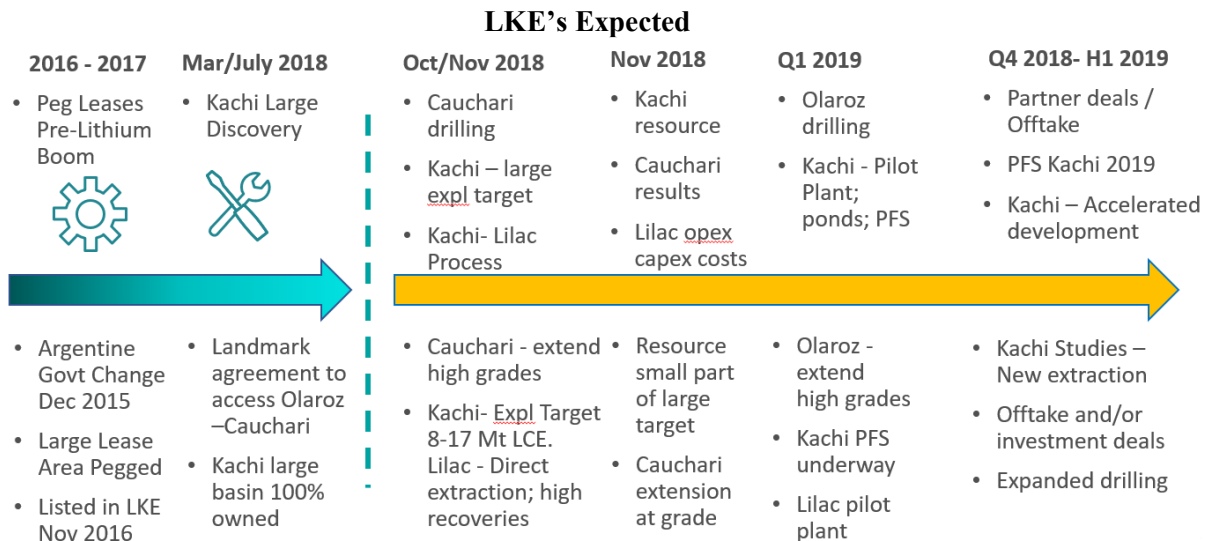 LKE's Expected
2016 - 2017
• Peg Leases
Pre-Lithium
Boom
Mar/July 2018
• Kachi Large
Discovery
Oct/Nov 2018
• Cauchari
drilling
• Kachi – large
expl target
• Kachi- Lilac
Process
Nov 2018
• Kachi
resource
• Cauchari
results
• Lilac opex
capex costs
Q1 2019
• Olaroz
drilling
• Kachi - Pilot
Plant;
ponds; PFS
Q4 2018- H1 2019
• Partner deals /
Offtake
• PFS Kachi 2019
• Kachi – Accelerated
development
• Argentine
Govt Change
Dec 2015
• Large Lease
Area Pegged
• Listed in LKE
Nov 2016
• Landmark
agreement to
access Olaroz
–Cauchari
• Kachi large
basin 100%
owned
• Cauchari - extend
high grades
• Kachi- Expl Target
8-17 Mt LCE.
Lilac - Direct
extraction; high
recoveries
• Resource
small part
of large
target
• Cauchari
extension
at grade
• Olaroz -
extend
high grades
• Kachi PFS
underway
• Lilac pilot
plant
• Kachi Studies –
New extraction
• Offtake and/or
investment deals
• Expanded drilling